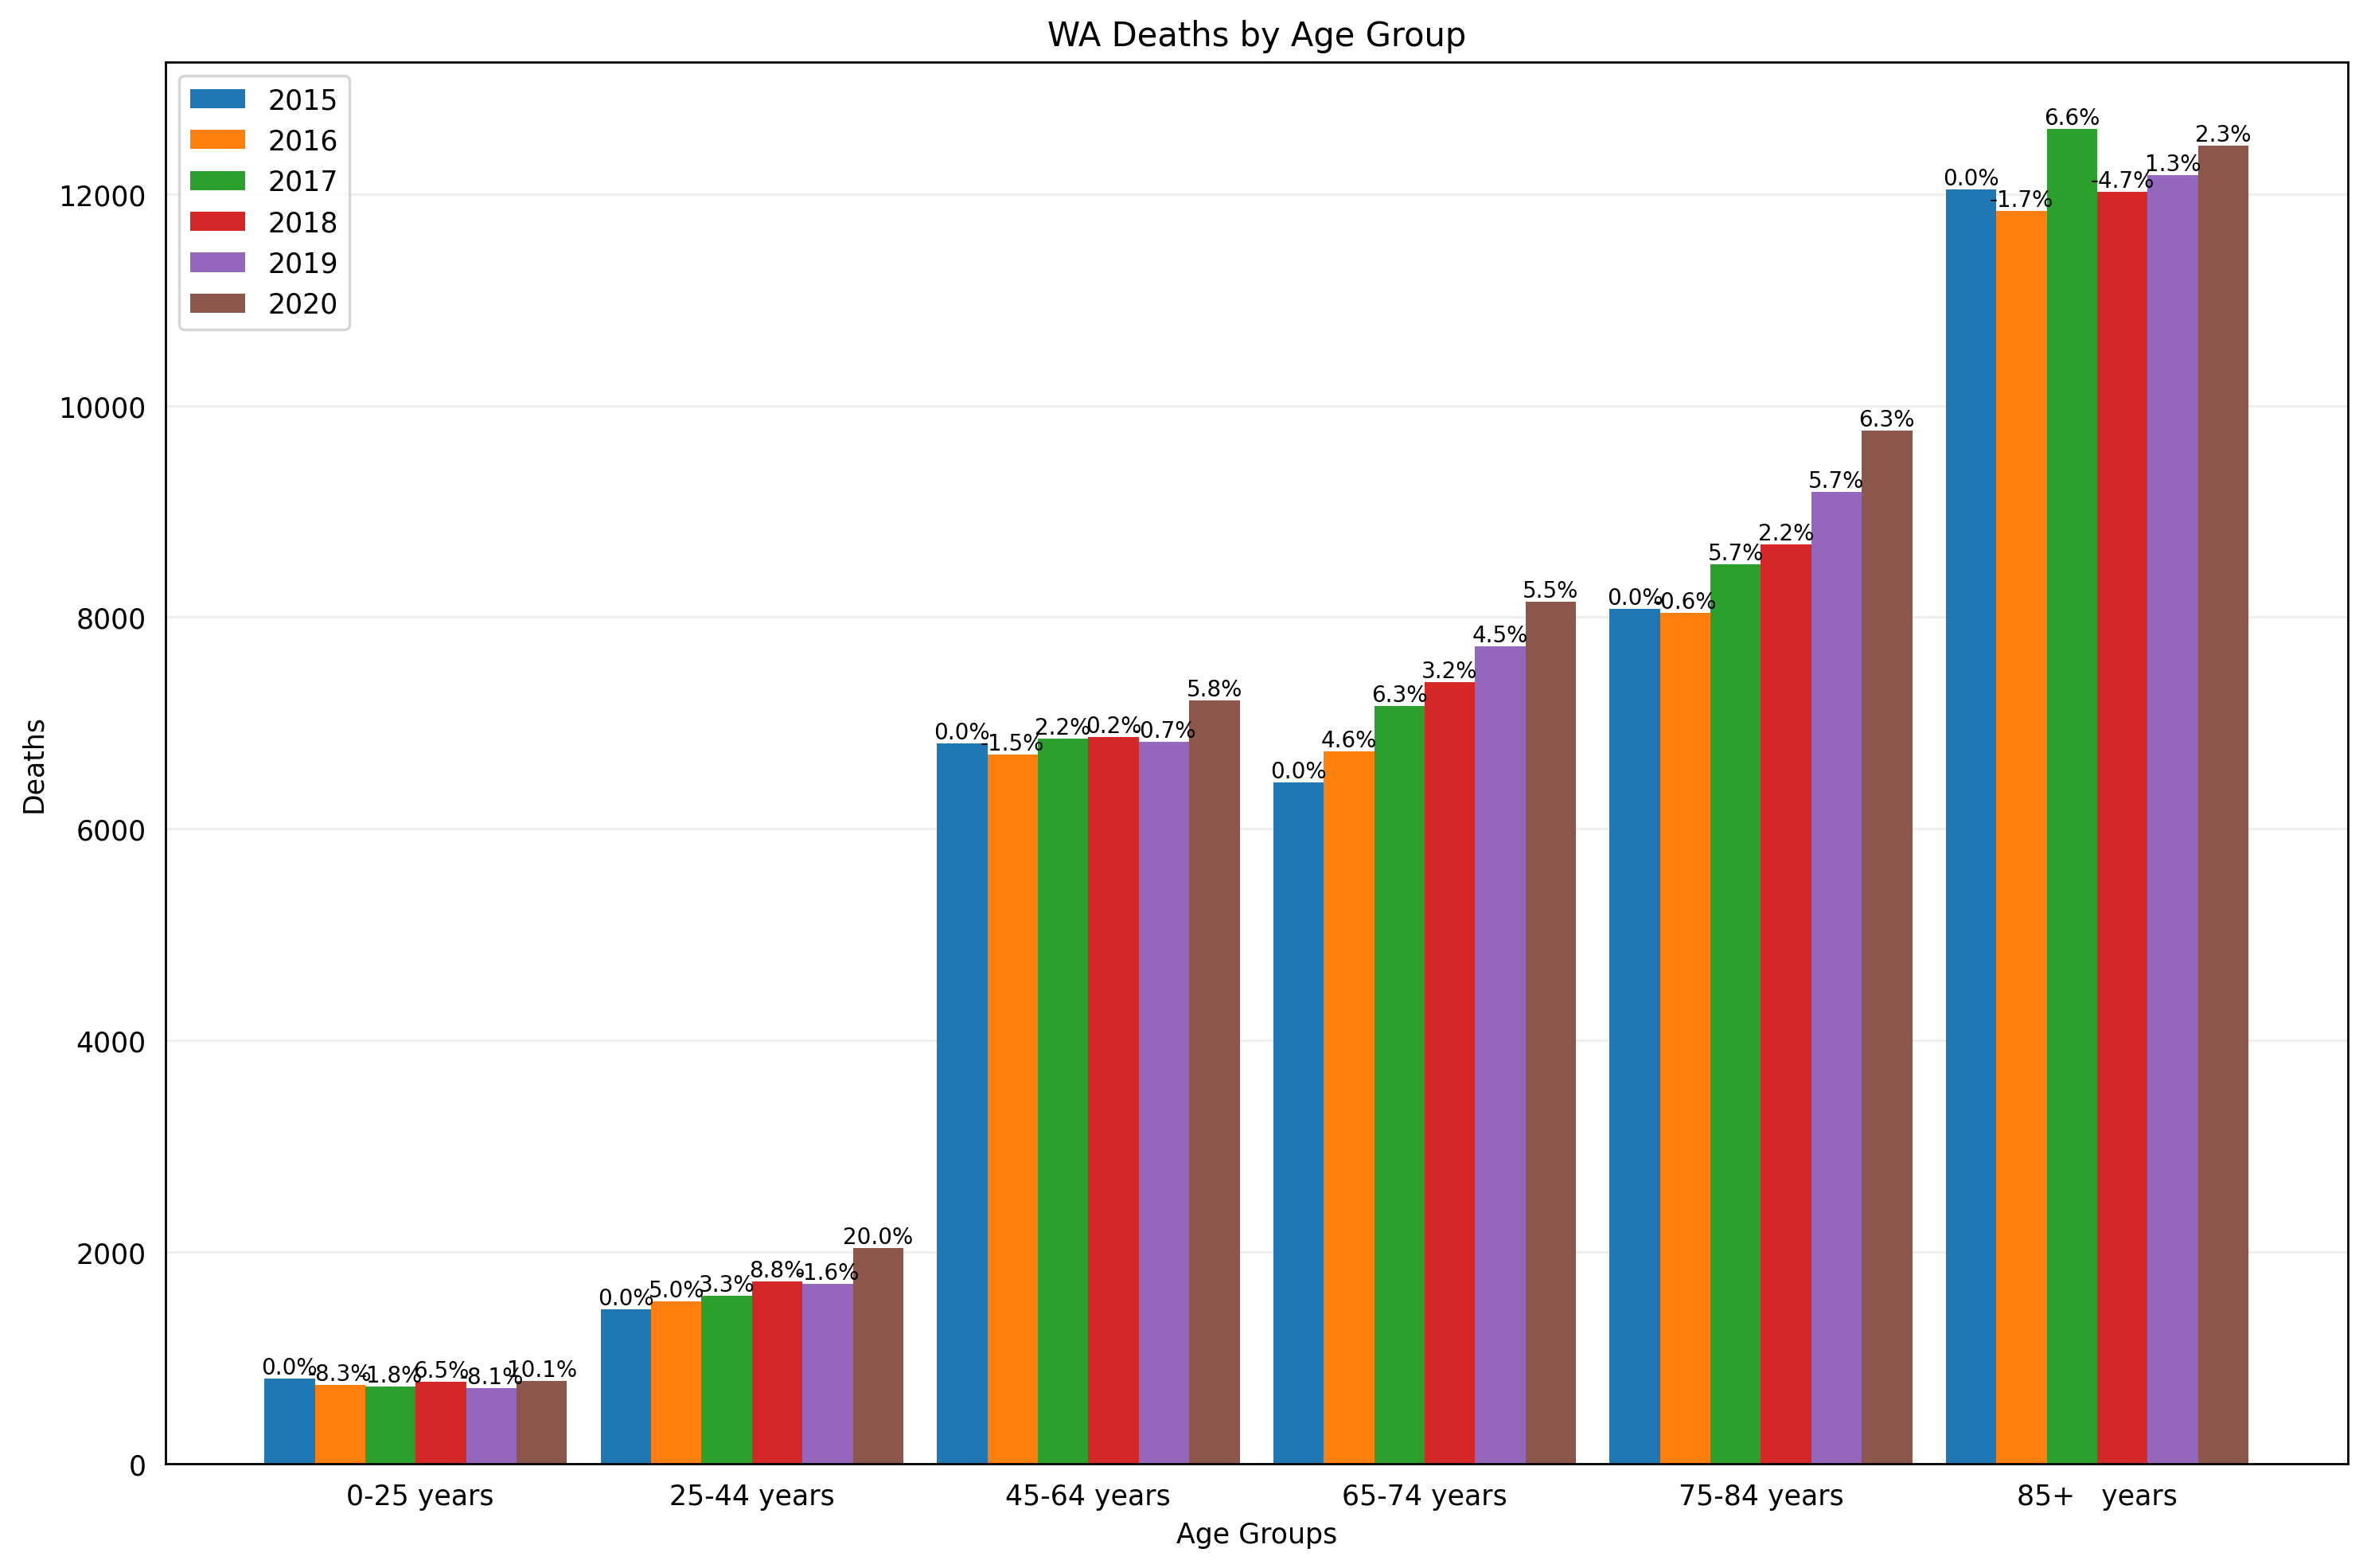 WA Deaths by Age Group
2015
2016
2017
2018
2019
2020
Deaths
12000
10000
8000
6000
4000
2000
0
0.0% -8.3% -1.8% 6.5% -8.1% 10.1%
0.0% 5.0% 3.3% 8.8% -1.6% 20.0%
0.0% -1.5% 2.2% 0.2% -0.7% 5.8%
0.0% 4.6% 6.3% 3.2% 4.5% 5.5%
0.0% -0.6% 5.7% 2.2% 5.7% 6.3%
0.0% -1.7% 6.6% -4.7% 1.3% 2.3%
0-25 years 25-44 years 45-64 years 65-74 years 75-84 years 85+ years
Age Groups